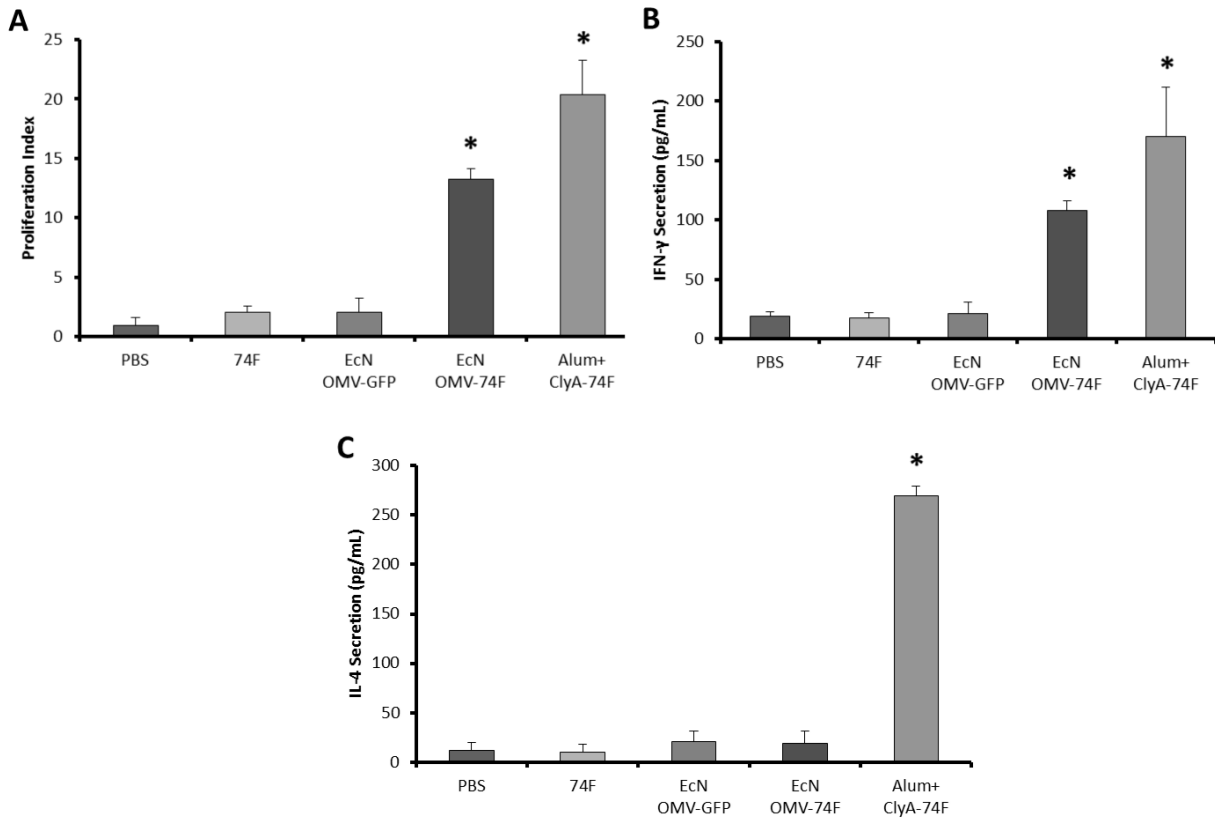 A
Proliferation Index
25
20
15
10
5
0
*
*
PBS
74F
EcN
OMV-GFP
EcN
OMV-74F
Alum+
ClyA-74F
B
IFN-γ Secretion (pg/mL)
250
200
150
100
50
0
*
*
PBS
74F
EcN
OMV-GFP
EcN
OMV-74F
Alum+
ClyA-74F
C
IL-4 Secretion (pg/mL)
300
250
200
150
100
50
0
*
PBS
74F
EcN
OMV-GFP
EcN
OMV-74F
Alum+
ClyA-74F